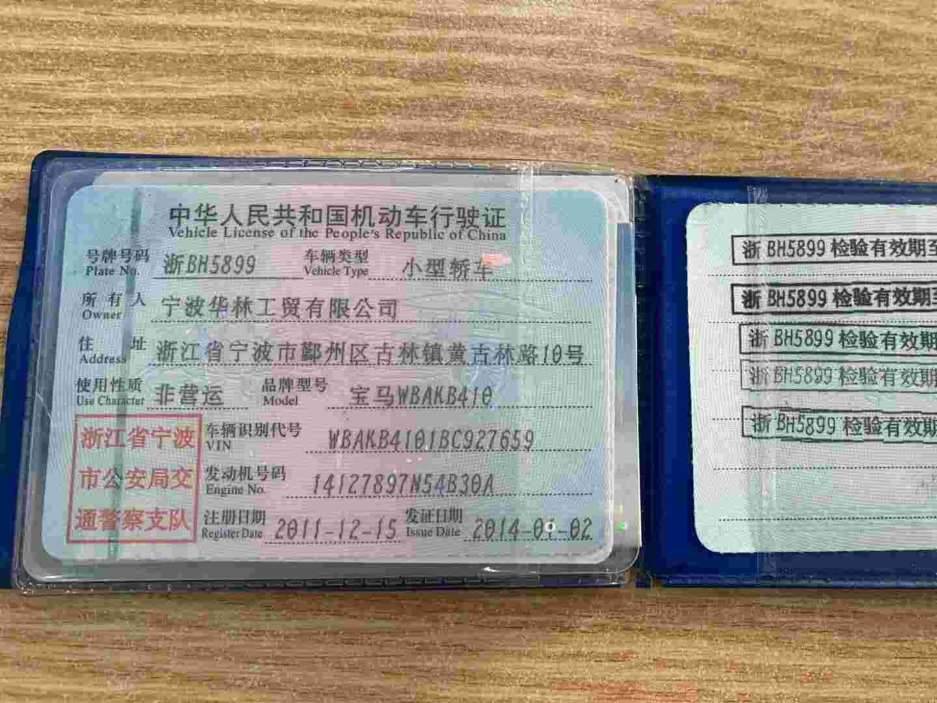 中华人民共和国机动车行驶证
Vehicle License of the People's Republic of China
号牌号码 浙BH5899 车辆类型 小型轿车
Plate No. Vehicle Type
所有人 宁波华林工贸有限公司
Owner
住址 浙江省宁波市鄞州区古林镇黄古林路10号
Address
使用性质 非营运 品牌型号 宝马WBAKB410
Use Character Model
浙江省宁波
市公安局交
通警察支队
车辆识别代号 WBAKB4101BC927659
VIN
发动机号码 14127897N54B30A
Engine No.
注册日期 2011-12-15 发证日期 2014-07-02
Register Date Issue Date
浙BH5899检验有效期至
浙BH5899检验有效期至
浙BH5899检验有效期
浙BH5899检验有效期
浙BH5899检验有效期